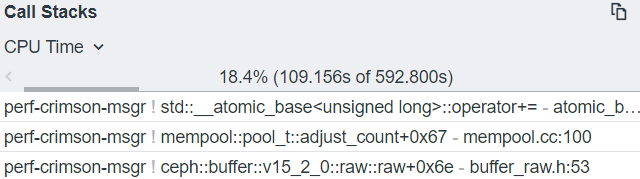 Call Stacks
CPU Time
18.4% (109.156s of 592.800s)
perf-crimson-msgr ! std::__atomic_base<unsigned long>::operator+= - atomic_b…
perf-crimson-msgr ! mempool::pool_t::adjust_count+0x67 - mempool.cc:100
perf-crimson-msgr ! ceph::buffer::v15_2_0::raw::raw+0x6e - buffer_raw.h:53